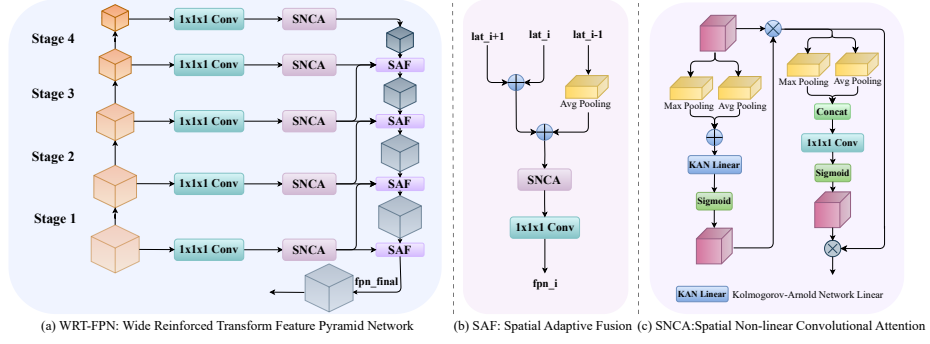 Stage 4
Stage 3
Stage 2
Stage 1
1x1x1 Conv
SNCA
1x1x1 Conv
SNCA
SAF
1x1x1 Conv
SNCA
SAF
1x1x1 Conv
SNCA
SAF
1x1x1 Conv
SNCA
SAF
fpn_final
(a) WRT-FPN: Wide Reinforced Transform Feature Pyramid Network
lat_i+1
lat_i
lat_i-1
Avg Pooling
SNCA
1x1x1 Conv
fpn_i
(b) SAF: Spatial Adaptive Fusion
Max Pooling
Avg Pooling
KAN Linear
Sigmoid
Max Pooling
Avg Pooling
Concat
1x1x1 Conv
Sigmoid
KAN Linear
Kolmogorov-Arnold Network Linear
(c) SNCA:Spatial Non-linear Convolutional Attention